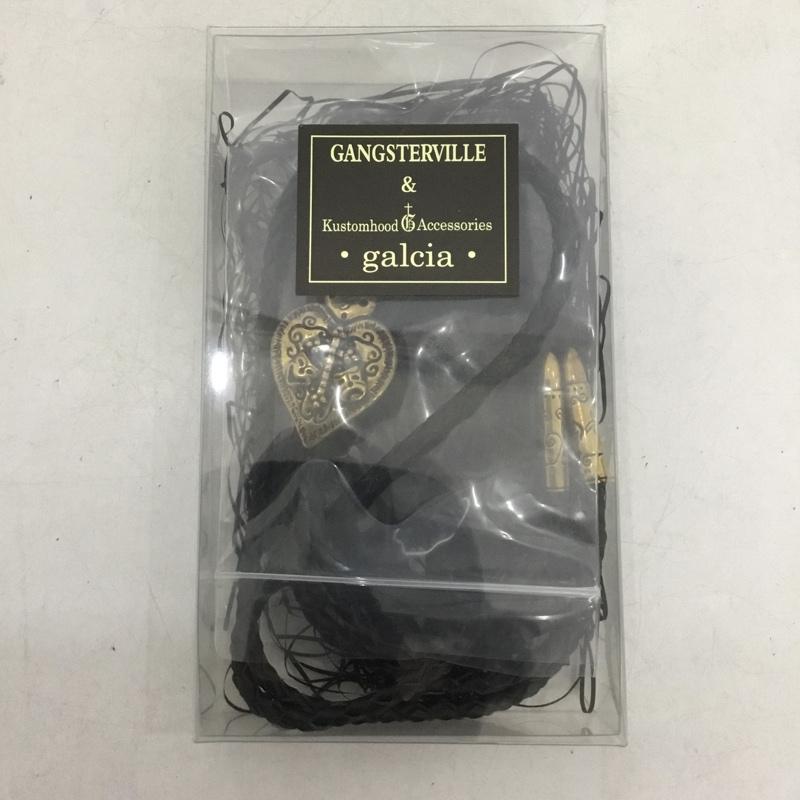 GANGSTERVILLE
&
Kustomhood G Accessories
· galcia ·